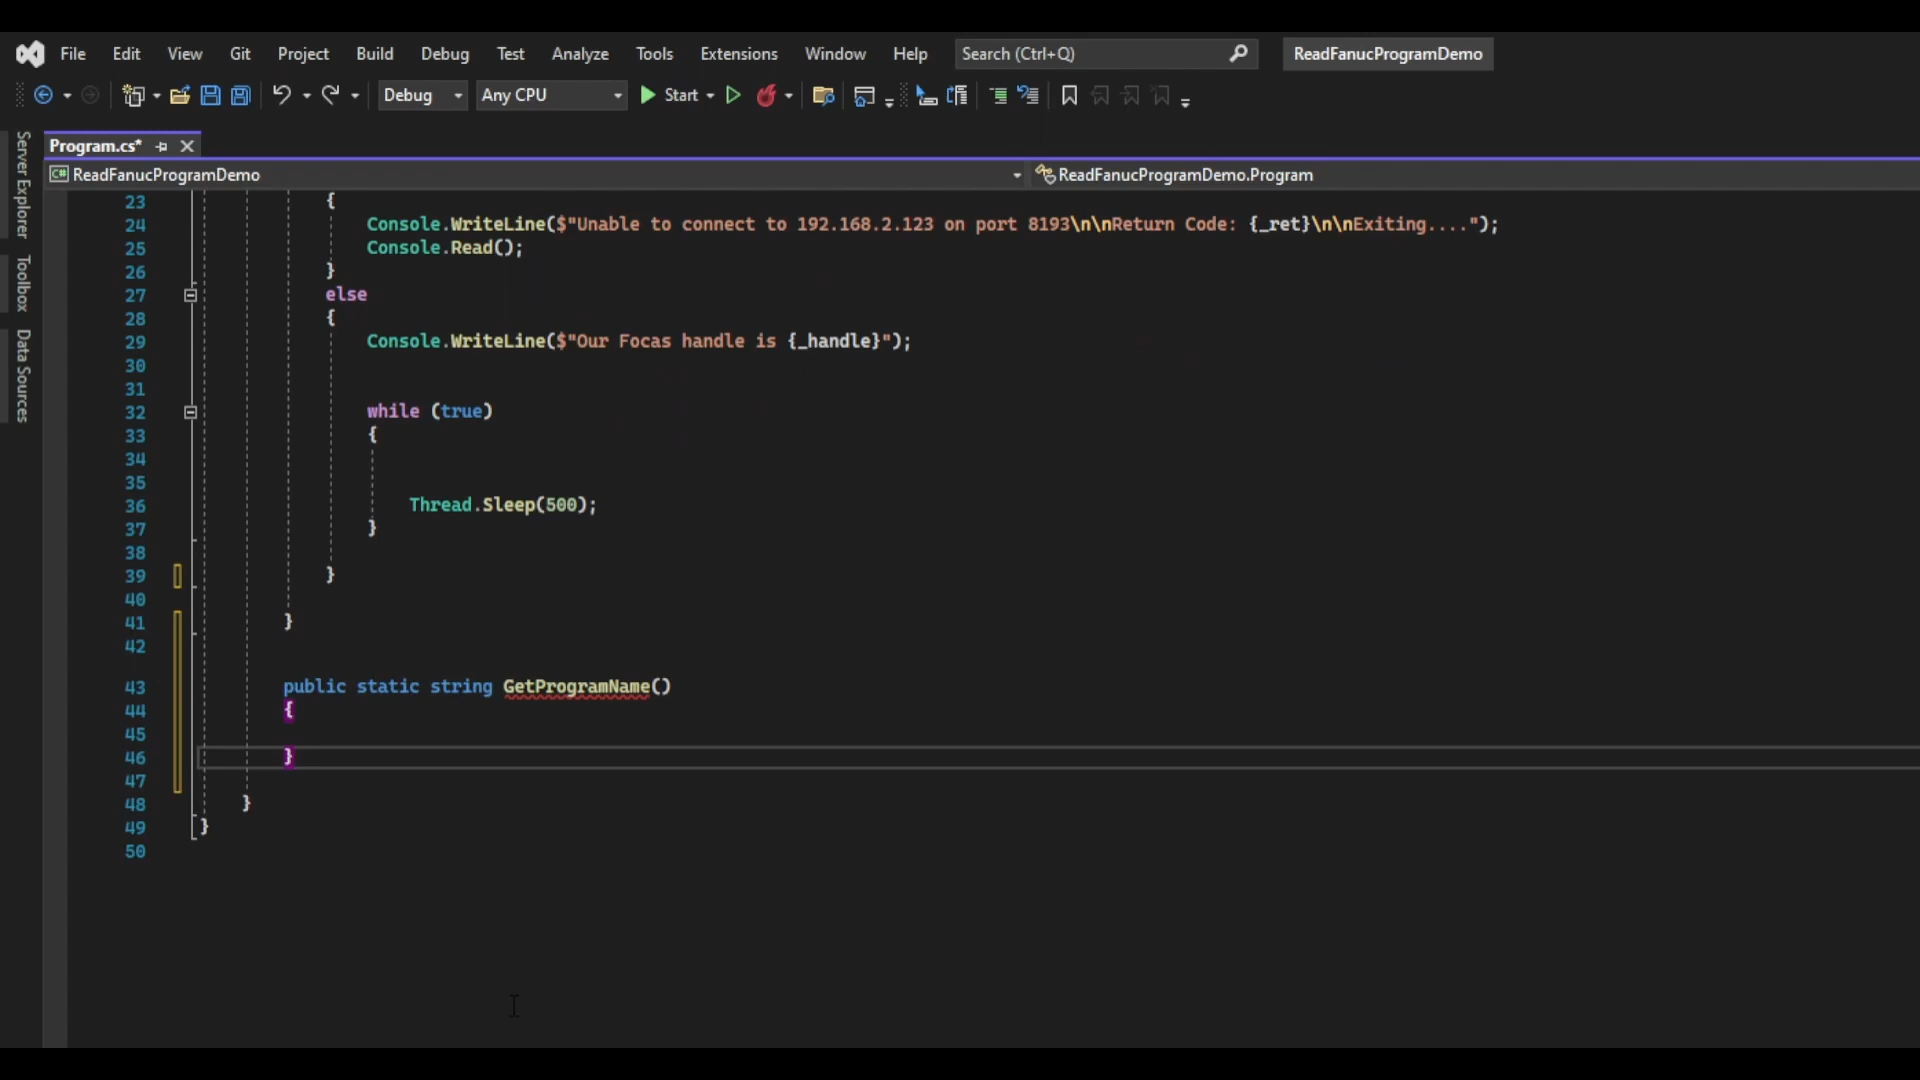 File Edit View Git Project Build Debug Test Analyze Tools Extensions Window Help Search (Ctrl+Q) ReadFanucProgramDemo
Debug Any CPU Start
Server Explorer
Toolbox
Data Sources
Program.cs*
C# ReadFanucProgramDemo ReadFanucProgramDemo.Program
23 {
24 Console.WriteLine($"Unable to connect to 192.168.2.123 on port 8193\n\nReturn Code: {_ret}\n\nExiting....");
25 Console.Read();
26 }
27 else
28 {
29 Console.WriteLine($"Our Focas handle is {_handle}");
30
31
32 while (true)
33 {
34
35
36 Thread.Sleep(500);
37 }
38
39 }
40
41 }
42
43 public static string GetProgramName()
44 {
45
46 }
47
48 }
49 }
50